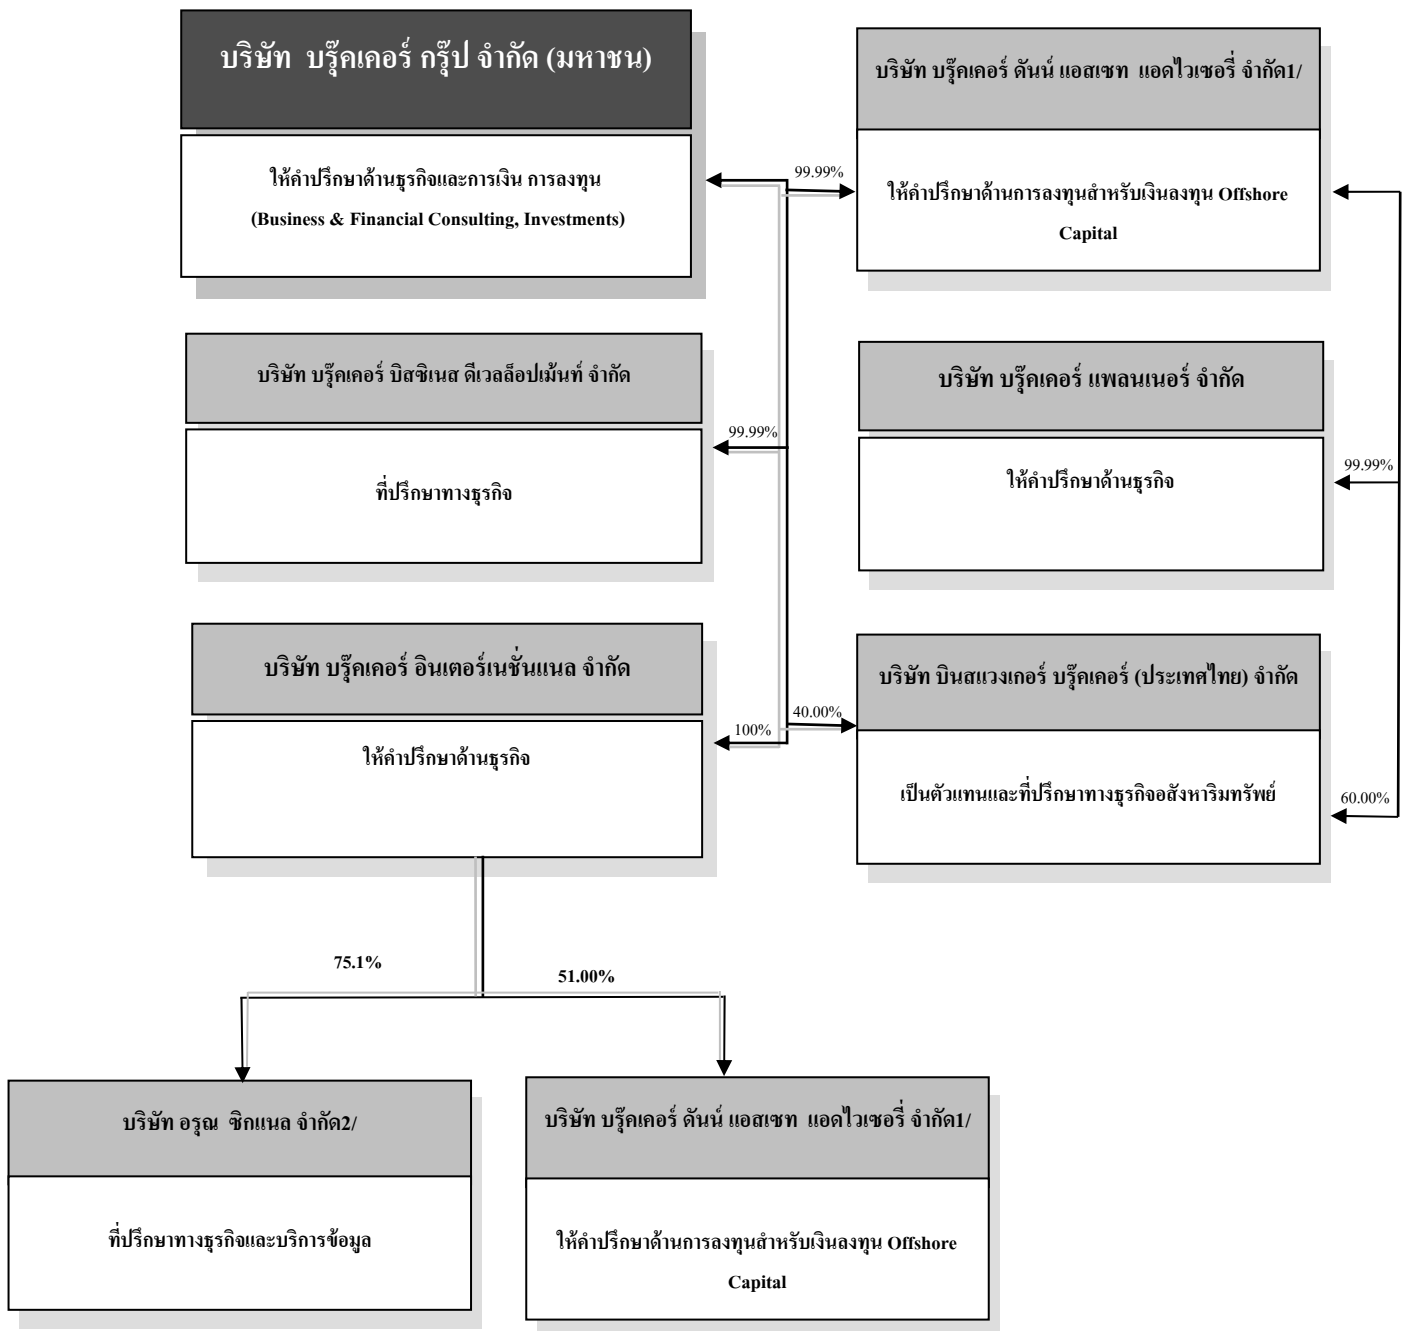 บริษัท บรุ๊คเคอร์ กรุ๊ป จำกัด (มหาชน)
ให้คำปรึกษาด้านธุรกิจและการเงิน การลงทุน
(Business & Financial Consulting, Investments)
บริษัท บรุ๊คเคอร์ ดันน์ แอสเซท แอดไวเซอรี่ จำกัด1/
99.99%
ให้คำปรึกษาด้านการลงทุนสำหรับเงินลงทุน Offshore
Capital
บริษัท บรุ๊คเคอร์ บิสซิเนส ดีเวลล็อปเม้นท์ จำกัด
99.99%
ที่ปรึกษาทางธุรกิจ
บริษัท บรุ๊คเคอร์ แพลนเนอร์ จำกัด
99.99%
ให้คำปรึกษาด้านธุรกิจ
บริษัท บรุ๊คเคอร์ อินเตอร์เนชั่นแนล จำกัด
100%
ให้คำปรึกษาด้านธุรกิจ
บริษัท บินสแวงเกอร์ บรุ๊คเคอร์ (ประเทศไทย) จำกัด
40.00%
เป็นตัวแทนและที่ปรึกษาทางธุรกิจอสังหาริมทรัพย์
60.00%
75.1%
51.00%
บริษัท อรุณ ซิกแนล จำกัด2/
ที่ปรึกษาทางธุรกิจและบริการข้อมูล
บริษัท บรุ๊คเคอร์ ดันน์ แอสเซท แอดไวเซอรี่ จำกัด1/
ให้คำปรึกษาด้านการลงทุนสำหรับเงินลงทุน Offshore
Capital